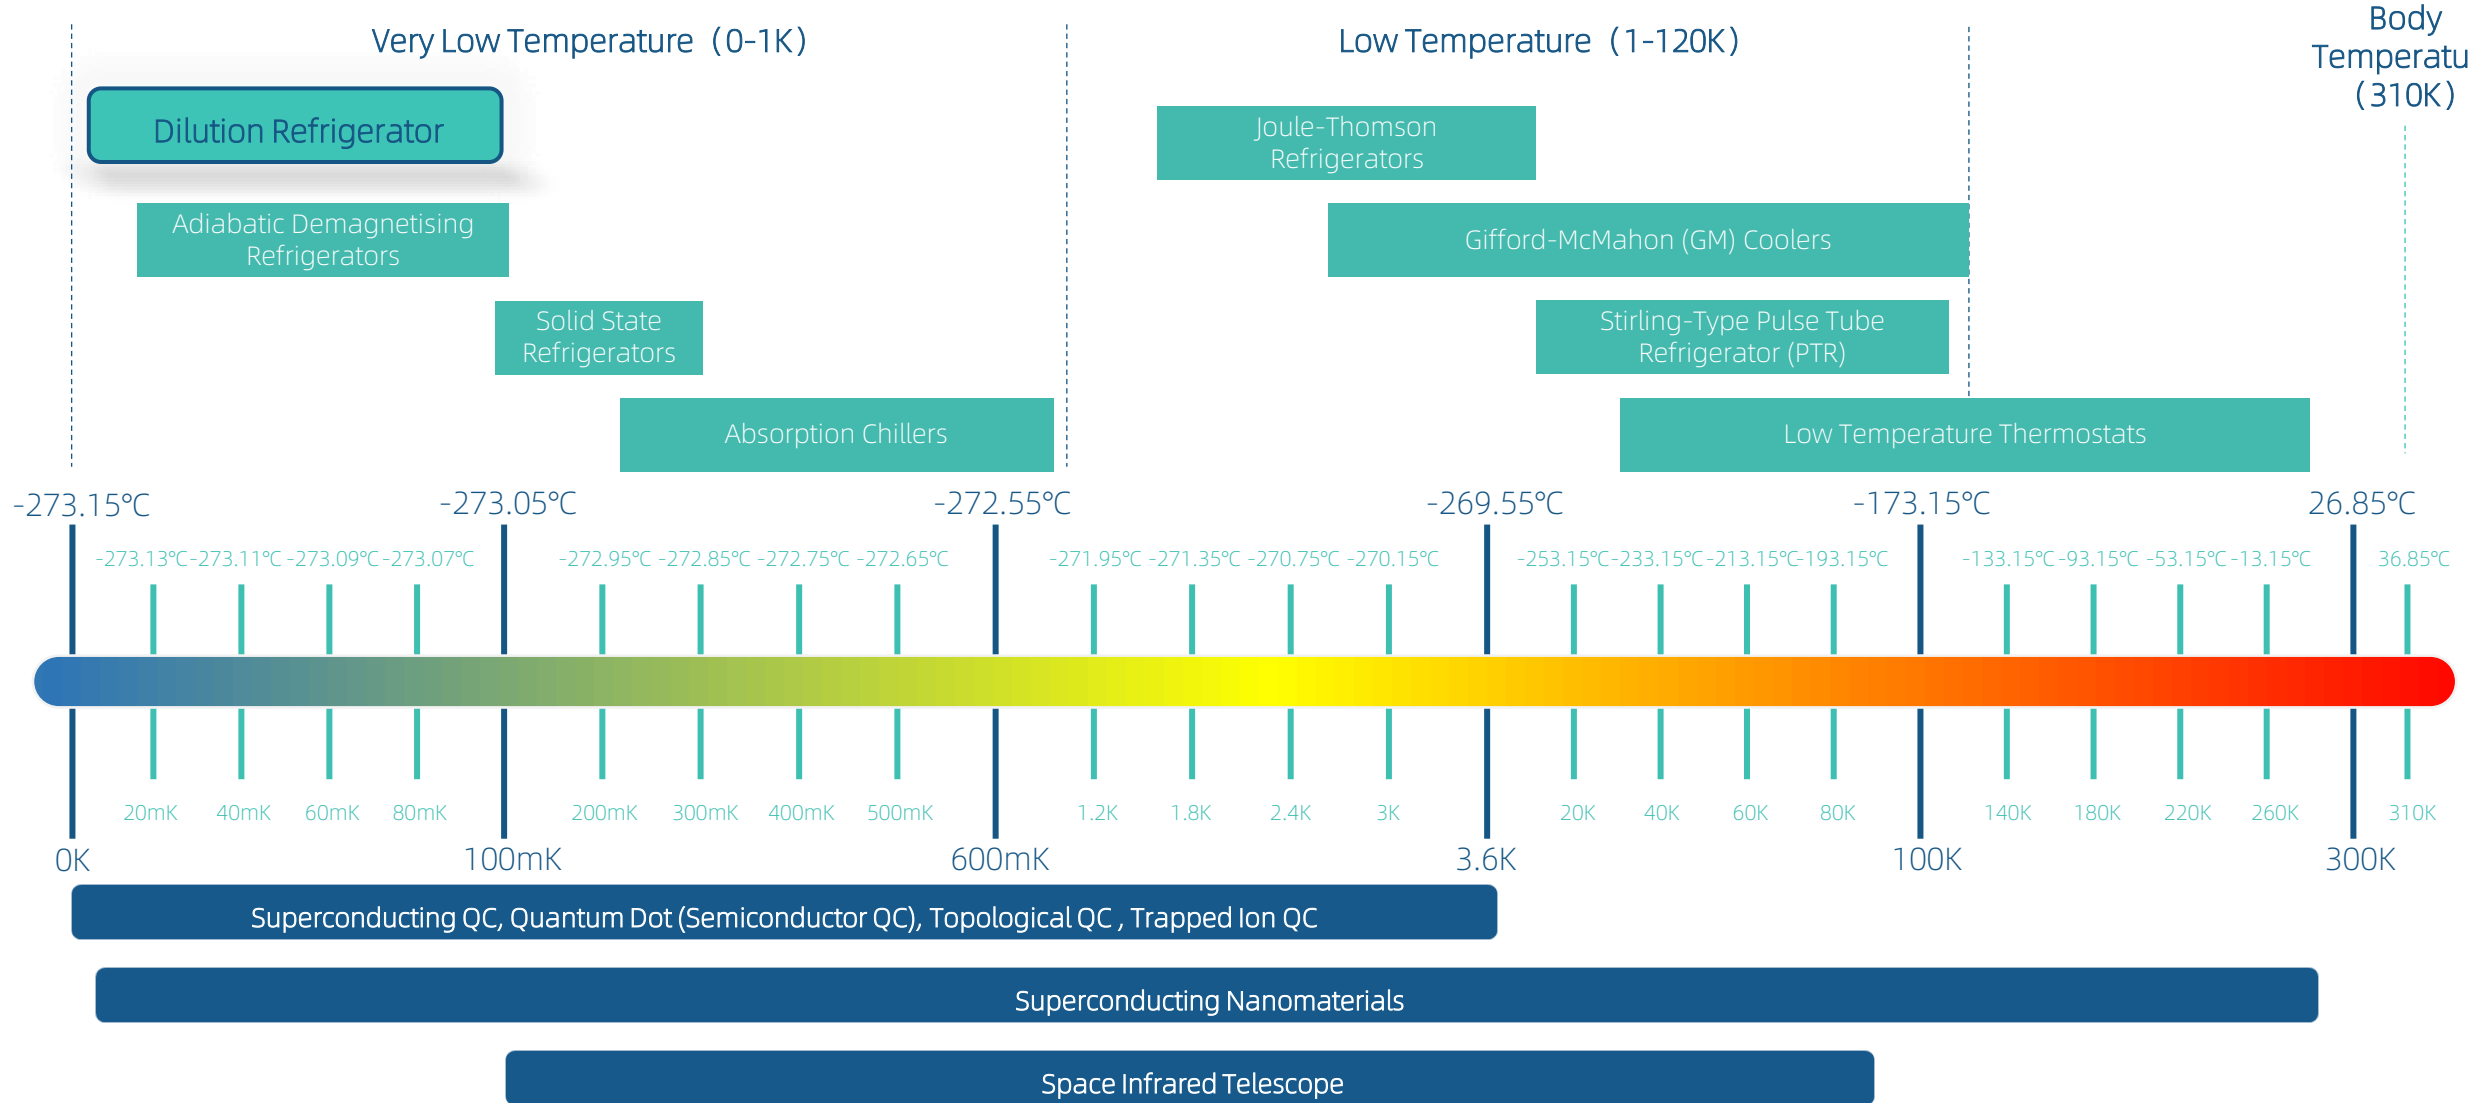 Very Low Temperature（0-1K）
Low Temperature（1-120K）
Body
Temperatu
（310K）
Dilution Refrigerator
Joule-Thomson
Refrigerators
Adiabatic Demagnetising
Refrigerators
Gifford-McMahon (GM) Coolers
Solid State
Refrigerators
Stirling-Type Pulse Tube
Refrigerator (PTR)
Absorption Chillers
Low Temperature Thermostats
-273.15℃ -273.05℃ -272.55℃ -269.55℃ -173.15℃ 26.85℃
-273.13℃ -273.11℃ -273.09℃ -273.07℃ -272.95℃ -272.85℃ -272.75℃ -272.65℃ -271.95℃ -271.35℃ -270.75℃ -270.15℃ -253.15℃ -233.15℃ -213.15℃ -193.15℃ -133.15℃ -93.15℃ -53.15℃ -13.15℃ 36.85℃
20mK 40mK 60mK 80mK 200mK 300mK 400mK 500mK 1.2K 1.8K 2.4K 3K 20K 40K 60K 80K 140K 180K 220K 260K 310K
0K 100mK 600mK 3.6K 100K 300K
Superconducting QC, Quantum Dot (Semiconductor QC), Topological QC , Trapped Ion QC
Superconducting Nanomaterials
Space Infrared Telescope